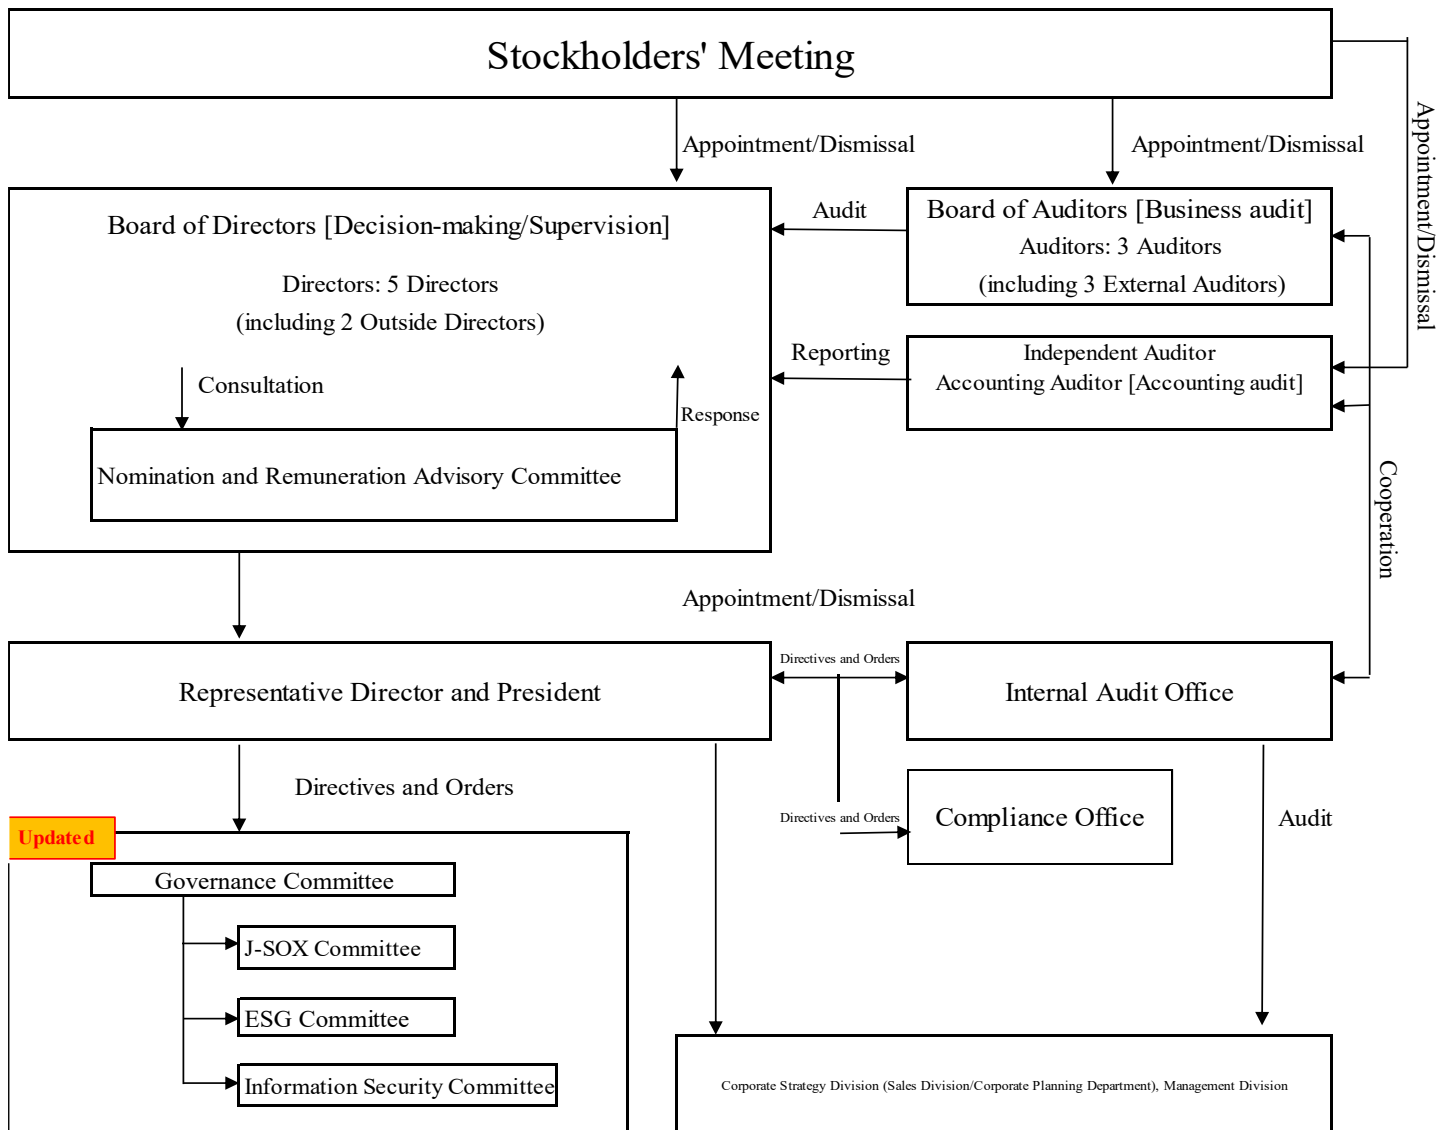 Stockholders' Meeting
Appointment/Dismissal
Appointment/Dismissal
Appointment/Dismissal
Board of Directors [Decision-making/Supervision]
Directors: 5 Directors
(including 2 Outside Directors)
Audit
Board of Auditors [Business audit]
Auditors: 3 Auditors
(including 3 External Auditors)
Reporting
Independent Auditor
Accounting Auditor [Accounting audit]
Consultation
Response
Nomination and Remuneration Advisory Committee
Cooperation
Appointment/Dismissal
Representative Director and President
Directives and Orders
Internal Audit Office
Directives and Orders
Directives and Orders
Compliance Office
Audit
Updated
Governance Committee
J-SOX Committee
ESG Committee
Information Security Committee
Corporate Strategy Division (Sales Division/Corporate Planning Department), Management Division